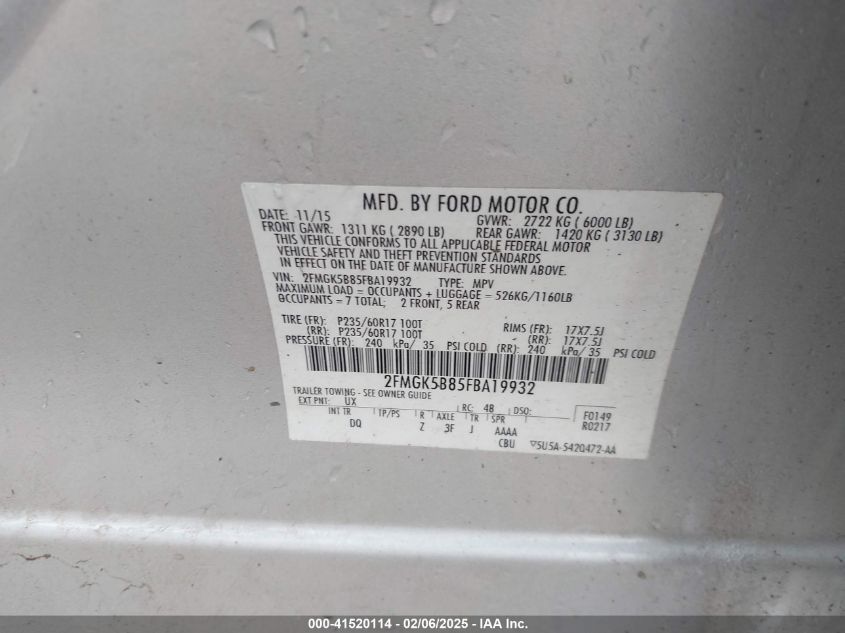 MFD. BY FORD MOTOR CO.
DATE: 11/15 GVWR: 2722 KG ( 6000 LB)
FRONT GAWR: 1311 KG ( 2890 LB) REAR GAWR: 1420 KG ( 3130 LB)
THIS VEHICLE CONFORMS TO ALL APPLICABLE FEDERAL MOTOR
VEHICLE SAFETY AND THEFT PREVENTION STANDARDS
IN EFFECT ON THE DATE OF MANUFACTURE SHOWN ABOVE.
VIN: 2FMGK5B85FBA19932 TYPE: MPV
MAXIMUM LOAD = OCCUPANTS + LUGGAGE = 526KG/1160LB
OCCUPANTS = 7 TOTAL; 2 FRONT, 5 REAR
TIRE (FR): P235/60R17 100T RIMS (FR): 17X7.5J
(RR): P235/60R17 100T (RR): 17X7.5J
PRESSURE (FR): 240 kPa/ 35 PSI COLD (RR): 240 kPa/ 35 PSI COLD
2FMGK5B85FBA19932
TRAILER TOWING - SEE OWNER GUIDE
EXT PNT: UX RC: 48 DSO: F0149
INT TR TP/PS R AXLE TR SPR R0217
DQ Z 3F J AAAA
CBU 5U5A-5420472-AA
000-41520114 - 02/06/2025 - IAA Inc.